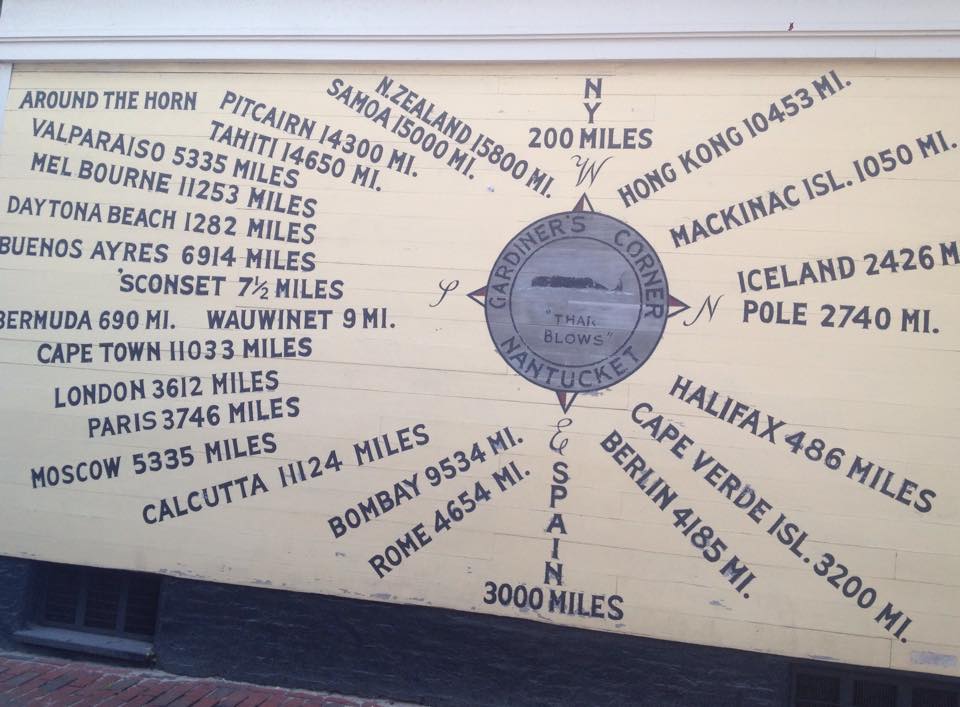 AROUND THE HORN
PITCAIRN 14300 MI.
TAHITI 14650 MI.
N.ZEALAND 15800 MI.
SAMOA 15000 MI.
VALPARAISO 5335 MILES
MEL BOURNE 11253 MILES
DAYTONA BEACH 1282 MILES
BUENOS AYRES 6914 MILES
'SCONSET 7½ MILES
BERMUDA 690 MI. WAUWINET 9 MI.
CAPE TOWN 11033 MILES
LONDON 3612 MILES
PARIS 3746 MILES
MOSCOW 5335 MILES
CALCUTTA 11124 MILES
BOMBAY 9534 MI.
ROME 4654 MI.
NY
200 MILES
W
S
N
E
GARDINER'S CORNER
"THAR
BLOWS"
NANTUCKET
SPAIN
3000 MILES
HONG KONG 10453 MI.
MACKINAC ISL. 1050 MI.
ICELAND 2426 M
POLE 2740 MI.
HALIFAX 486 MILES
CAPE VERDE ISL. 3200 MI.
BERLIN 4185 MI.